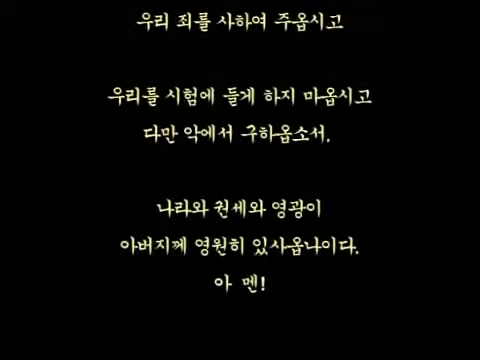 우리 죄를 사하여 주옵시고
우리를 시험에 들게 하지 마옵시고
다만 악에서 구하옵소서.
나라와 권세와 영광이
아버지께 영원히 있사옵나이다.
아 멘!